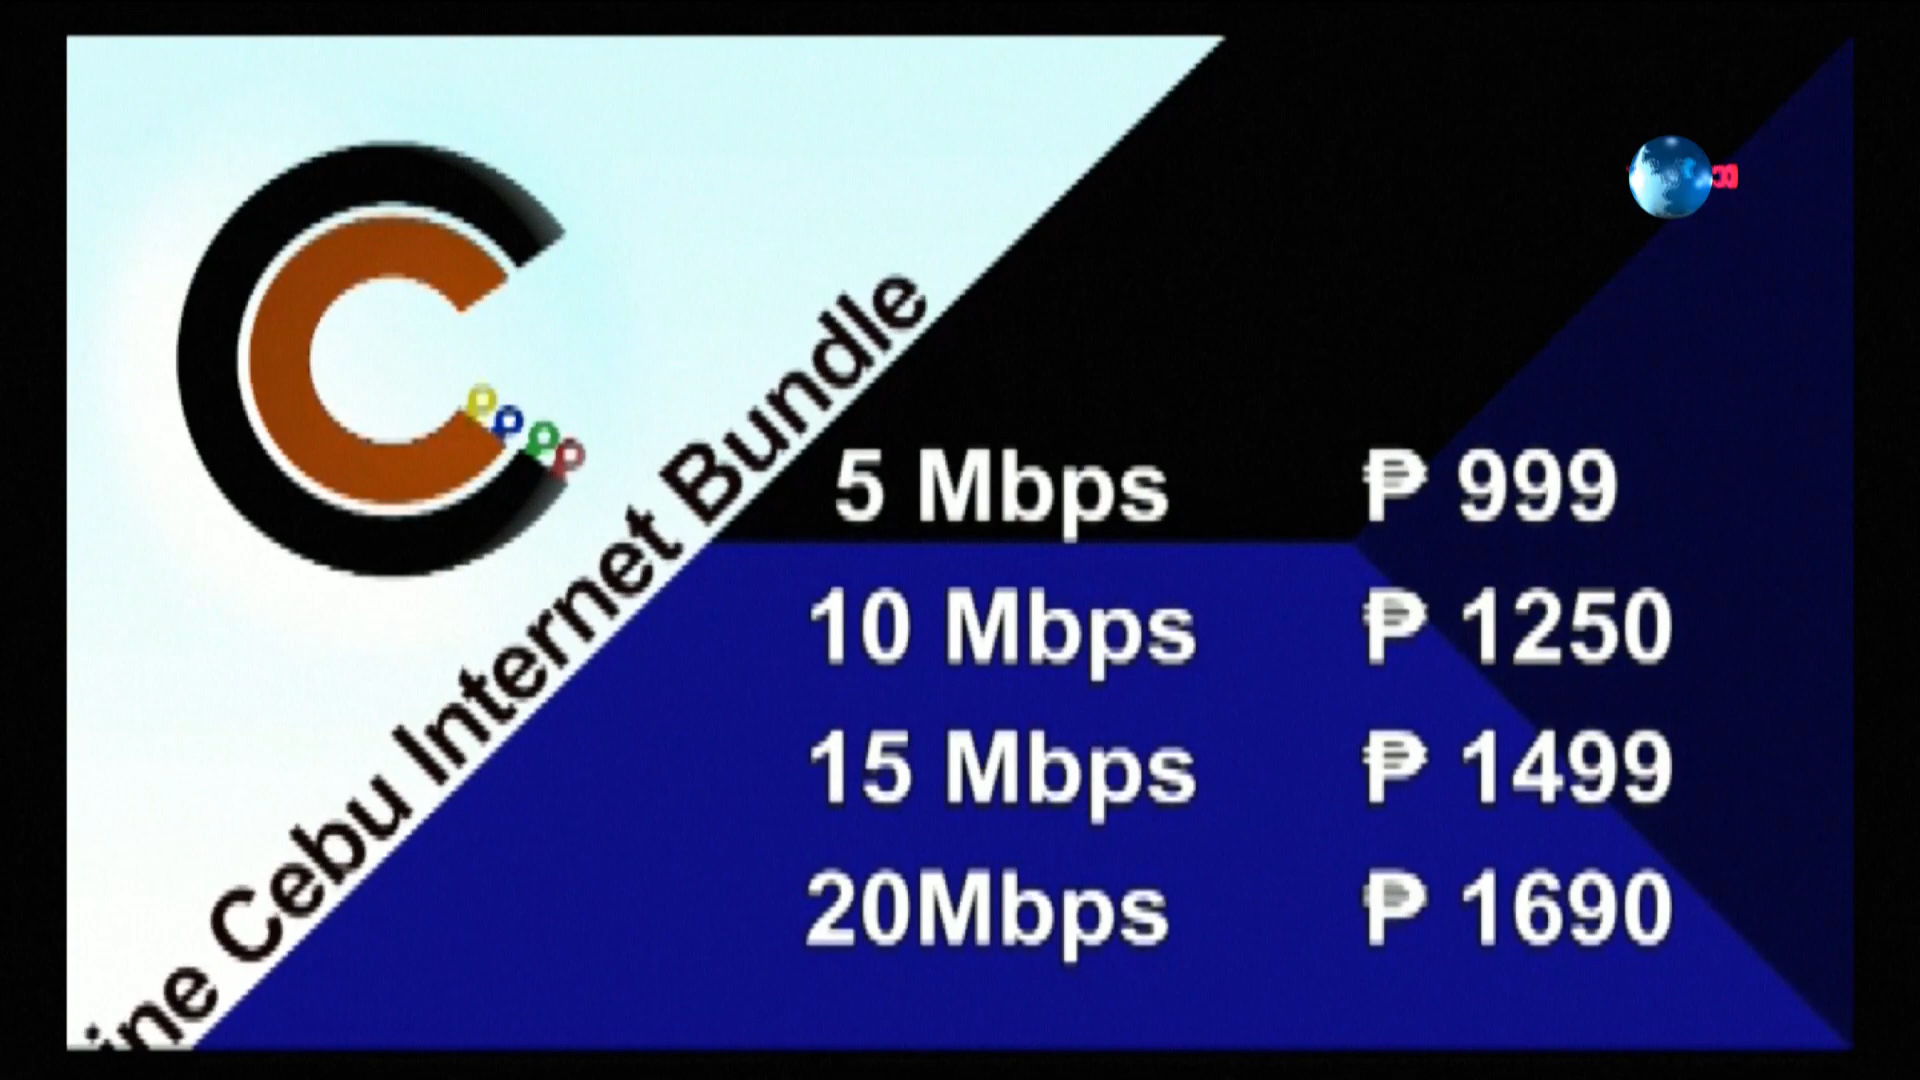 ine Cebu Internet Bundle
5 Mbps ₱ 999
10 Mbps ₱ 1250
15 Mbps ₱ 1499
20Mbps ₱ 1690